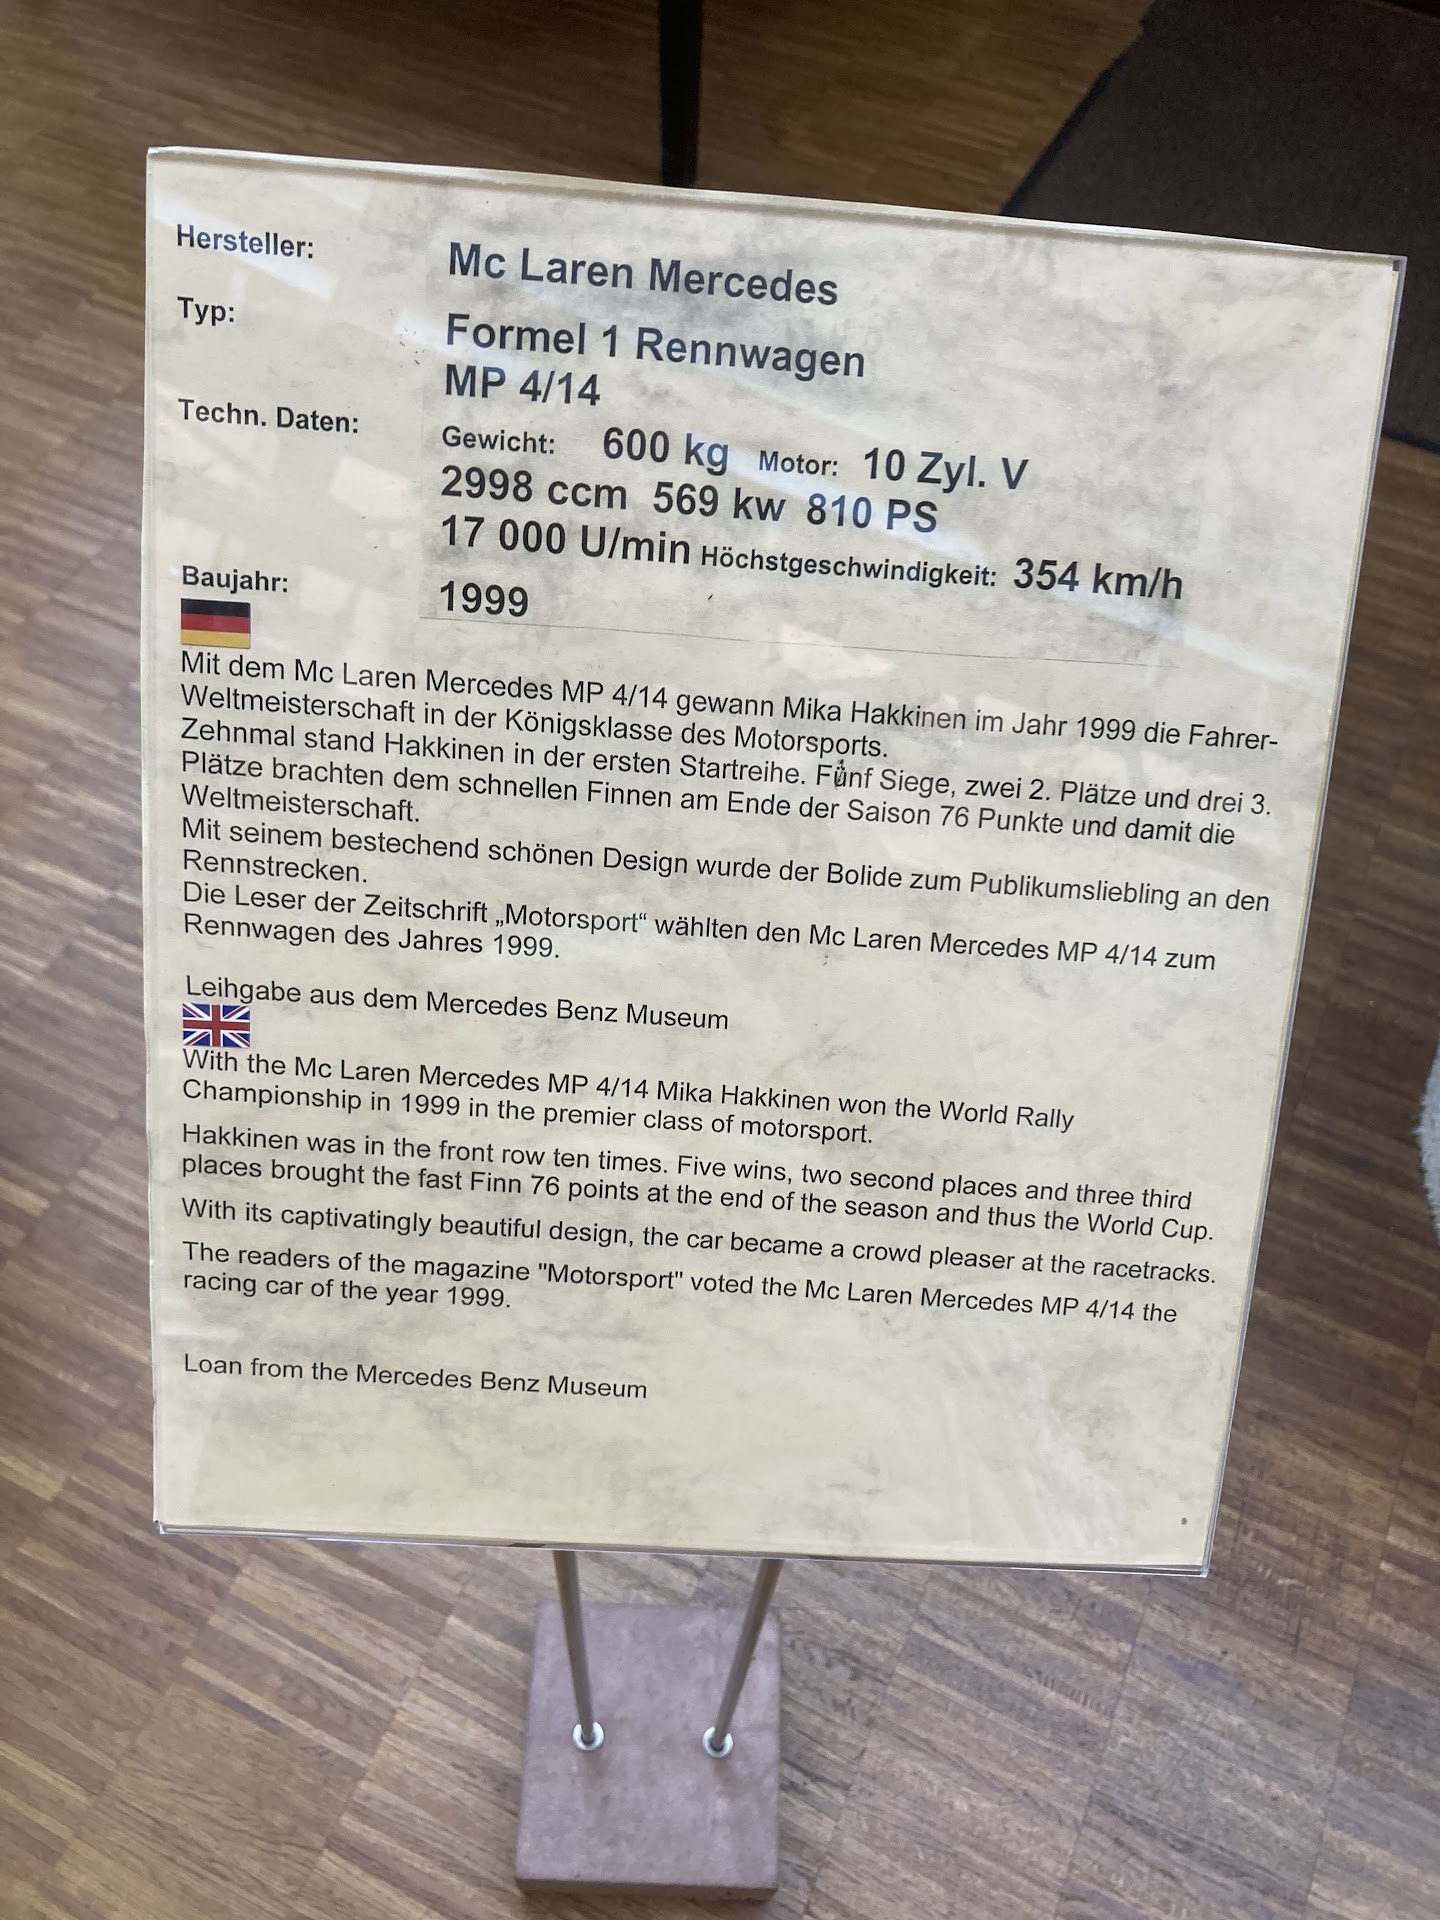 Hersteller: Mc Laren Mercedes
Typ: Formel 1 Rennwagen
MP 4/14
Techn. Daten: Gewicht: 600 kg Motor: 10 Zyl. V
2998 ccm 569 kw 810 PS
17 000 U/min Höchstgeschwindigkeit: 354 km/h
Baujahr: 1999
Mit dem Mc Laren Mercedes MP 4/14 gewann Mika Hakkinen im Jahr 1999 die Fahrer-
Weltmeisterschaft in der Königsklasse des Motorsports.
Zehnmal stand Hakkinen in der ersten Startreihe. Fünf Siege, zwei 2. Plätze und drei 3.
Plätze brachten dem schnellen Finnen am Ende der Saison 76 Punkte und damit die
Weltmeisterschaft.
Mit seinem bestechend schönen Design wurde der Bolide zum Publikumsliebling an den
Rennstrecken.
Die Leser der Zeitschrift „Motorsport“ wählten den Mc Laren Mercedes MP 4/14 zum
Rennwagen des Jahres 1999.
Leihgabe aus dem Mercedes Benz Museum
With the Mc Laren Mercedes MP 4/14 Mika Hakkinen won the World Rally
Championship in 1999 in the premier class of motorsport.
Hakkinen was in the front row ten times. Five wins, two second places and three third
places brought the fast Finn 76 points at the end of the season and thus the World Cup.
With its captivatingly beautiful design, the car became a crowd pleaser at the racetracks.
The readers of the magazine "Motorsport" voted the Mc Laren Mercedes MP 4/14 the
racing car of the year 1999.
Loan from the Mercedes Benz Museum